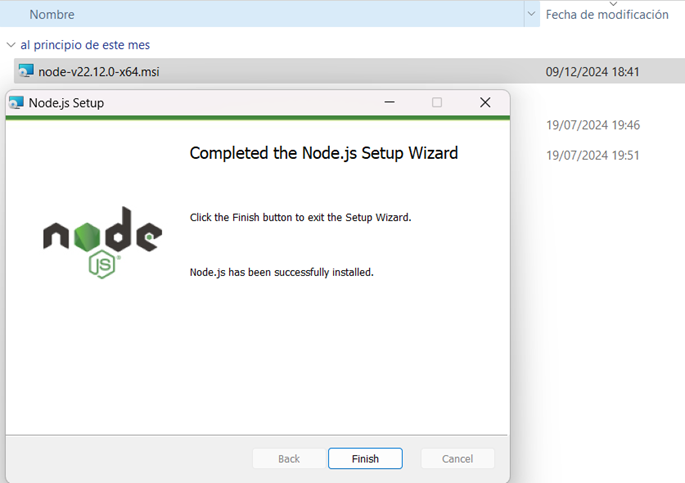 Nombre
Fecha de modificación
al principio de este mes
node-v22.12.0-x64.msi
09/12/2024 18:41
Node.js Setup
19/07/2024 19:46
19/07/2024 19:51
Completed the Node.js Setup Wizard
Click the Finish button to exit the Setup Wizard.
node
JS
Node.js has been successfully installed.
Back
Finish
Cancel